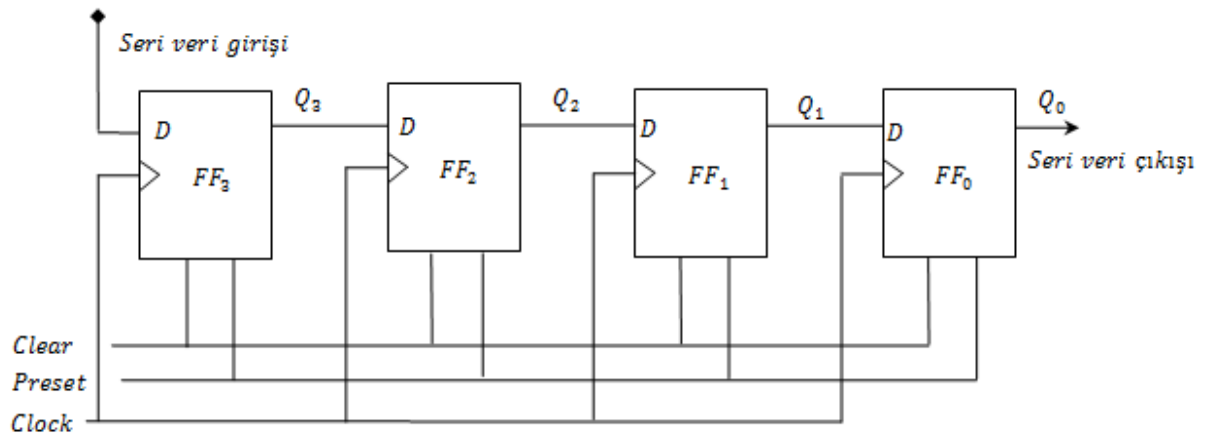 Seri veri girişi
Q₃
Q₂
Q₁
Q₀
D
D
D
D
Seri veri çıkışı
FF₃
FF₂
FF₁
FF₀
Clear
Preset
Clock